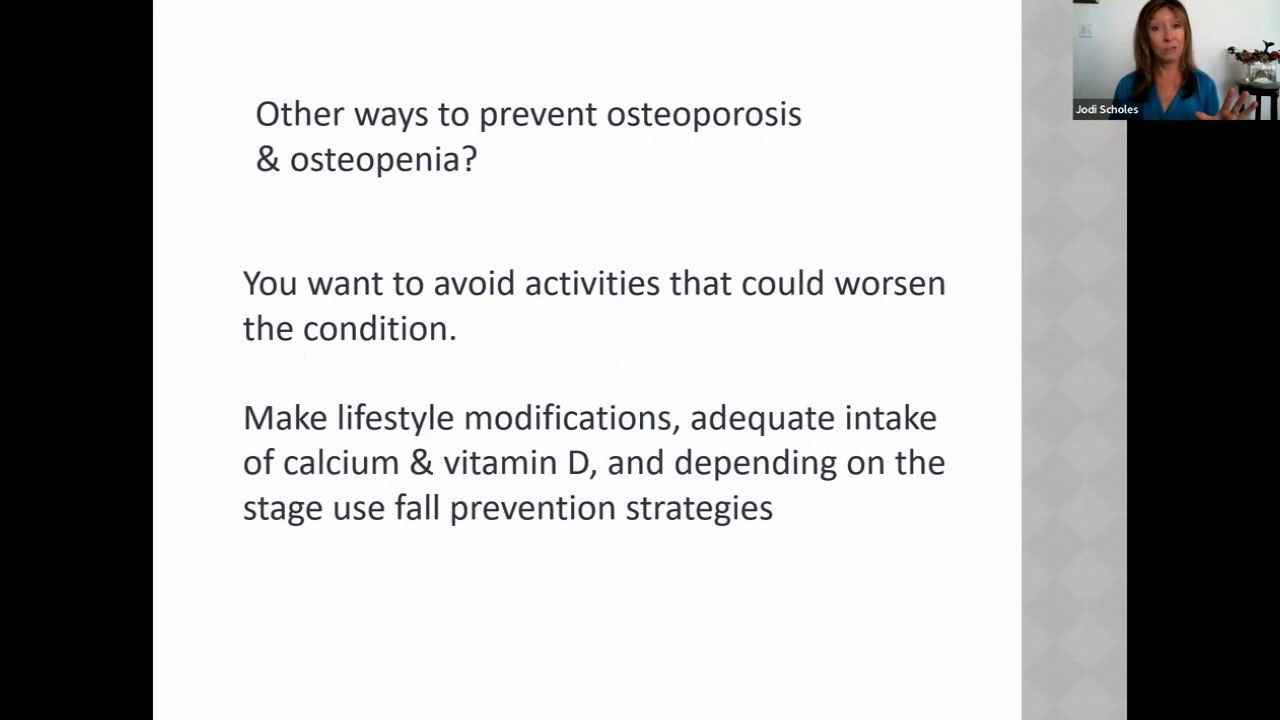 Other ways to prevent osteoporosis
& osteopenia?
You want to avoid activities that could worsen
the condition.
Make lifestyle modifications, adequate intake
of calcium & vitamin D, and depending on the
stage use fall prevention strategies
Jodi Scholes